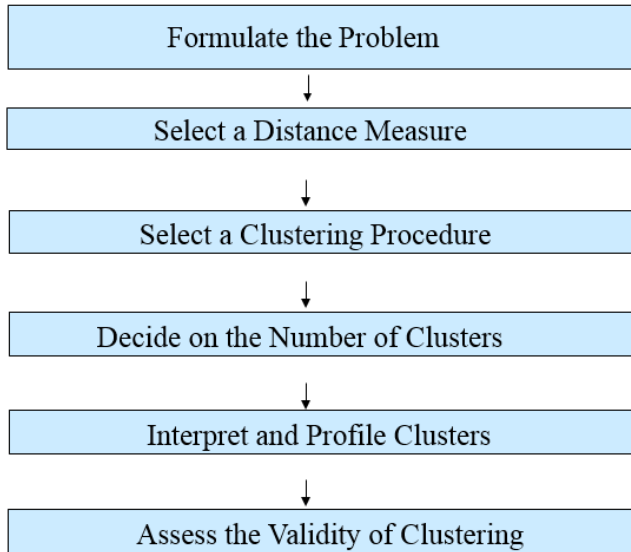 Formulate the Problem
Select a Distance Measure
Select a Clustering Procedure
Decide on the Number of Clusters
Interpret and Profile Clusters
Assess the Validity of Clustering